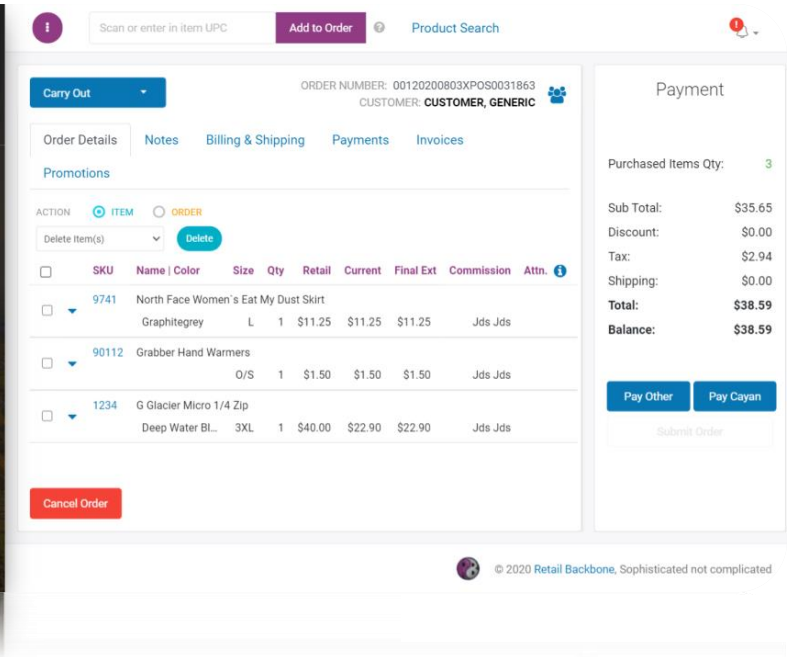 Scan or enter in item UPC Add to Order Product Search
Carry Out
ORDER NUMBER: 00120200803XPOS0031863
CUSTOMER: CUSTOMER, GENERIC
Order Details Notes Billing & Shipping Payments Invoices
Promotions
ACTION ITEM ORDER
Delete Item(s) Delete
SKU Name | Color Size Qty Retail Current Final Ext Commission Attn.
9741 North Face Women`s Eat My Dust Skirt
Graphitegrey L 1 $11.25 $11.25 $11.25 Jds Jds
90112 Grabber Hand Warmers
O/S 1 $1.50 $1.50 $1.50 Jds Jds
1234 G Glacier Micro 1/4 Zip
Deep Water Bl... 3XL 1 $40.00 $22.90 $22.90 Jds Jds
Cancel Order
Payment
Purchased Items Qty: 3
Sub Total: $35.65
Discount: $0.00
Tax: $2.94
Shipping: $0.00
Total: $38.59
Balance: $38.59
Pay Other Pay Cayan
Submit Order
© 2020 Retail Backbone, Sophisticated not complicated